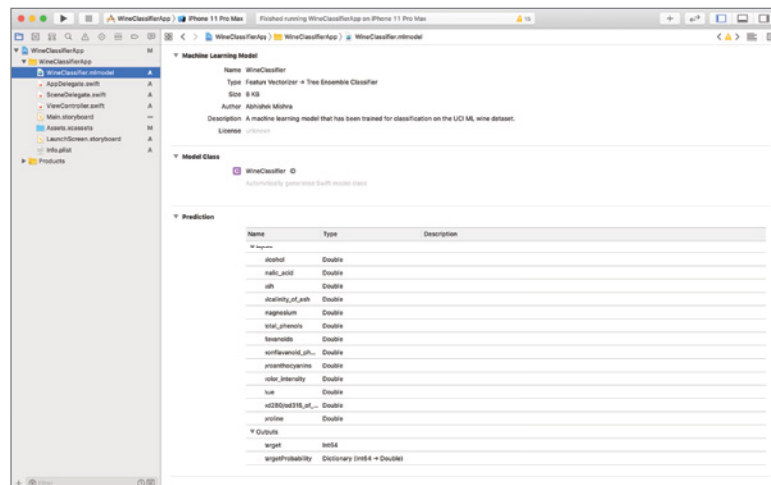 WineClassifierApp
iPhone 11 Pro Max
Finished running WineClassifierApp on iPhone 11 Pro Max
15
WineClassifierApp
WineClassifierApp
WineClassifier.mlmodel
WineClassifierApp M
WineClassifierApp
WineClassifier.mlmodel A
AppDelegate.swift A
SceneDelegate.swift A
ViewController.swift A
Main.storyboard
Assets.xcassets M
LaunchScreen.storyboard A
Info.plist A
Products
Filter
Machine Learning Model
Name WineClassifier
Type Feature Vectorizer → Tree Ensemble Classifier
Size 8 KB
Author Abhishek Mishra
Description A machine learning model that has been trained for classification on the UCI ML wine dataset.
License unknown
Model Class
C WineClassifier
Automatically generated Swift model class
Prediction
Name Type Description
Inputs
alcohol Double
malic_acid Double
ash Double
alcalinity_of_ash Double
magnesium Double
total_phenols Double
flavanoids Double
nonflavanoid_ph... Double
proanthocyanins Double
color_intensity Double
hue Double
od280/od315_of_... Double
proline Double
Outputs
target Int64
targetProbability Dictionary (Int64 → Double)